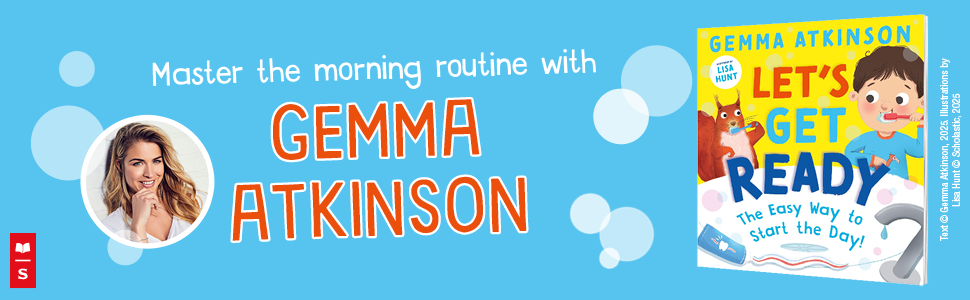 Master the morning routine with
GEMMA
ATKINSON
GEMMA ATKINSON
LISA
HUNT
LET'S
GET
READY
The Easy Way to
Start the Day!
S
Text © Gemma Atkinson, 2025. Illustrations by
Lisa Hunt © Scholastic, 2025